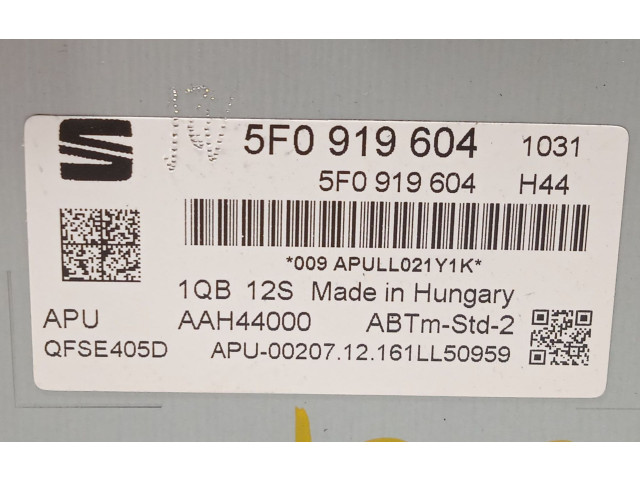 5F0 919 604 1031
5F0 919 604 H44
*009 APULL021Y1K*
1QB 12S Made in Hungary
APU AAH44000 ABTm-Std-2
QFSE405D APU-00207.12.161LL50959